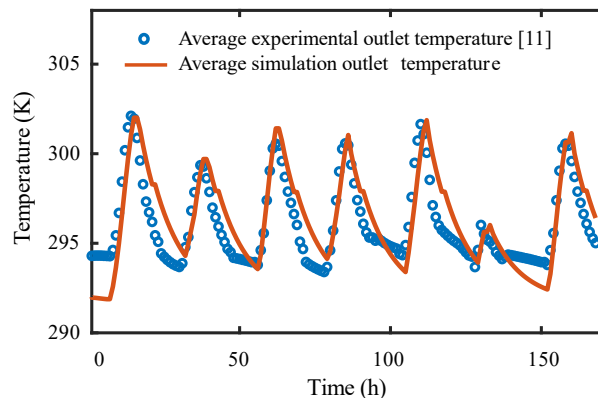 305
Average experimental outlet temperature [11]
Average simulation outlet temperature
300
Temperature (K)
295
290
0 50 100 150
Time (h)